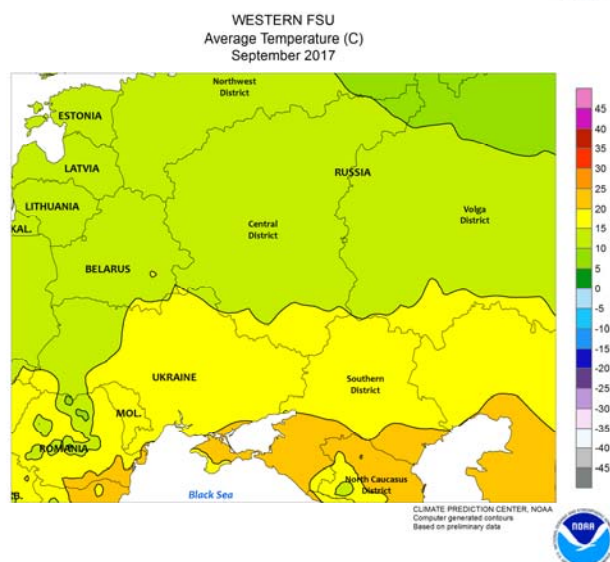 WESTERN FSU
Average Temperature (C)
September 2017
Northwest
District
ESTONIA
LATVIA
RUSSIA
LITHUANIA
Volga
District
KAL.
Central
District
BELARUS
UKRAINE
Southern
District
MOL.
ROMANIA
North Caucasus
District
B.
Black Sea
45
40
35
30
25
20
15
10
5
0
-5
-10
-15
-20
-25
-30
-35
-40
-45
CLIMATE PREDICTION CENTER, NOAA
Computer generated contours
Based on preliminary data
NOAA